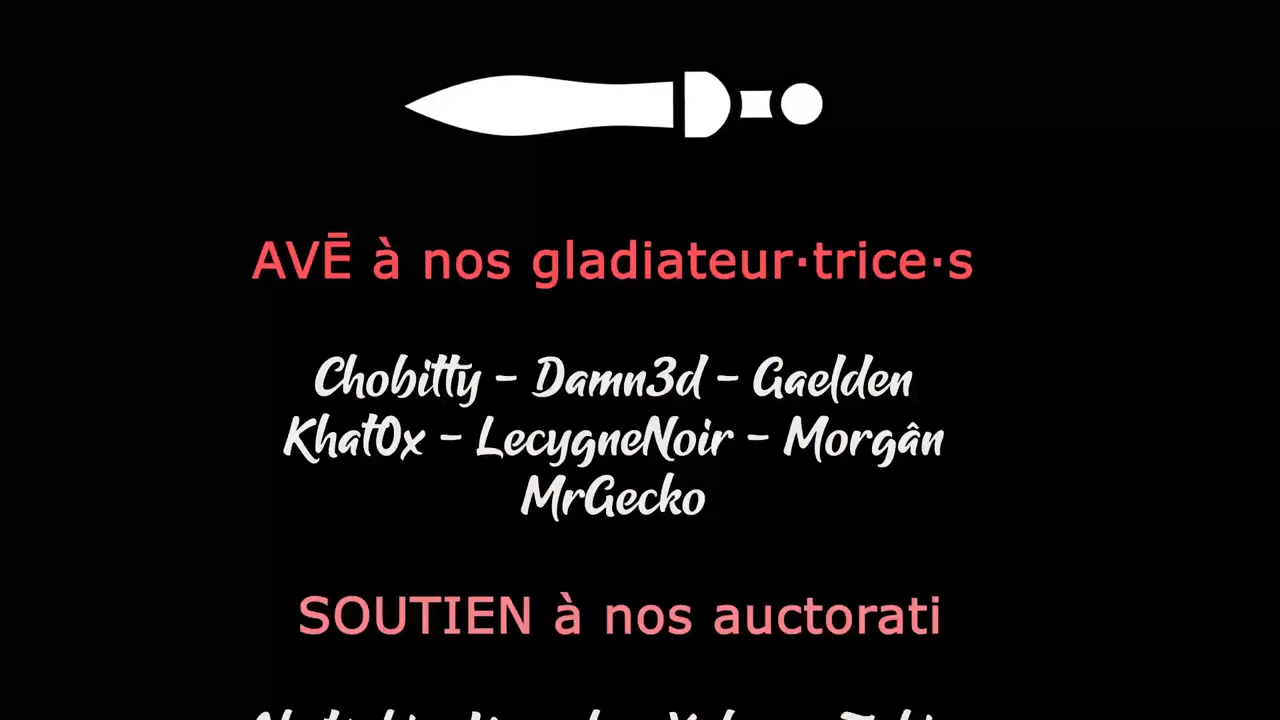 AVĒ à nos gladiateur·trice·s
Chobitty - Damn3d - Gaelden
Khat0x - LecygneNoir - Morgân
MrGecko
SOUTIEN à nos auctorati